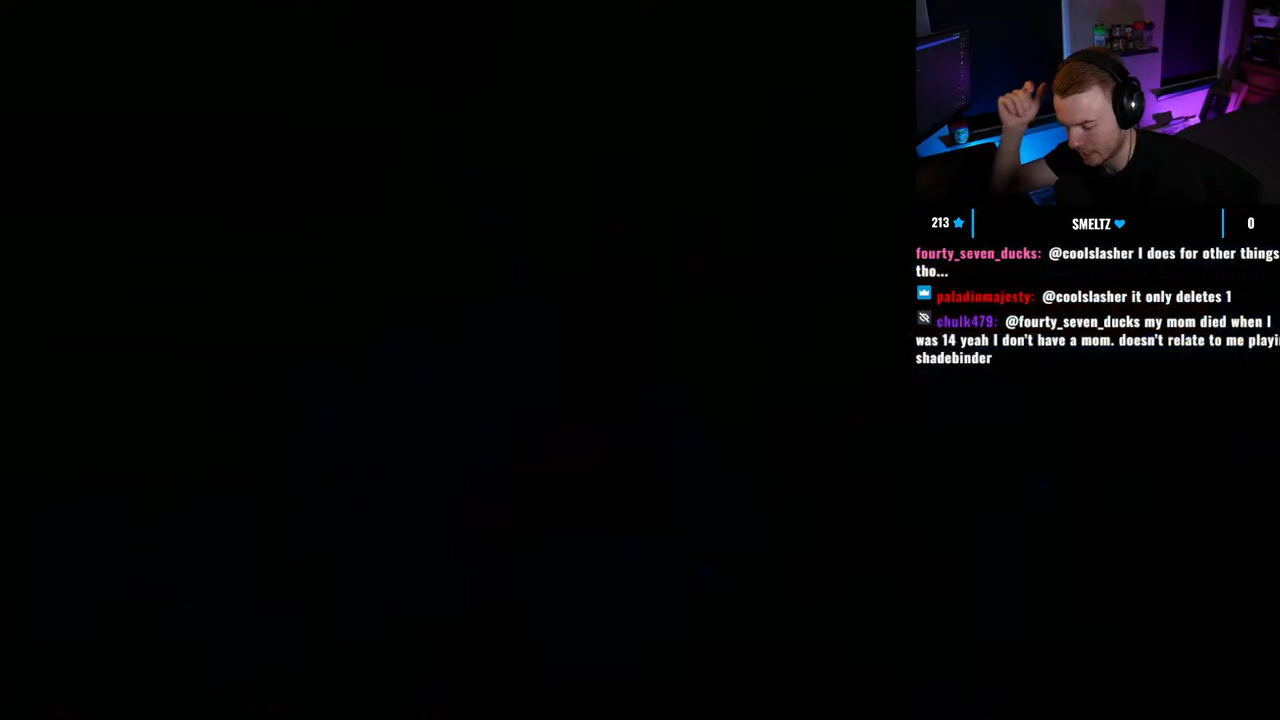 213
SMELTZ
0
fourty_seven_ducks: @coolslasher I does for other things
tho...
paladinmajesty: @coolslasher it only deletes 1
chulk479: @fourty_seven_ducks my mom died when I
was 14 yeah I don't have a mom. doesn't relate to me
shadebinder